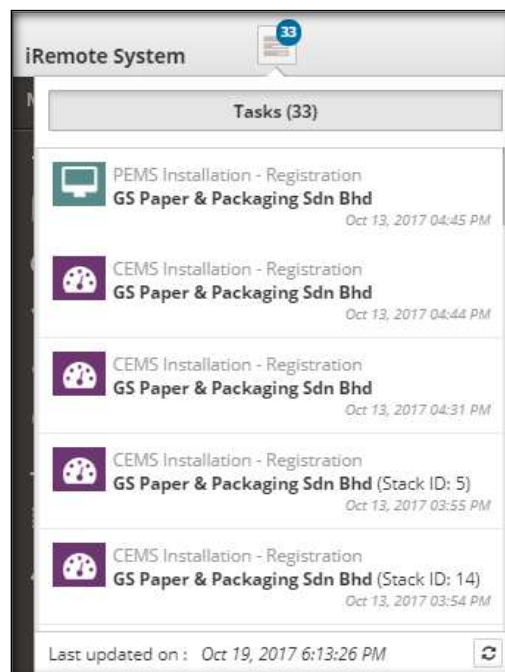 33
iRemote System
Tasks (33)
PEMS Installation - Registration
GS Paper & Packaging Sdn Bhd
Oct 13, 2017 04:45 PM
CEMS Installation - Registration
GS Paper & Packaging Sdn Bhd
Oct 13, 2017 04:44 PM
CEMS Installation - Registration
GS Paper & Packaging Sdn Bhd
Oct 13, 2017 04:31 PM
CEMS Installation - Registration
GS Paper & Packaging Sdn Bhd (Stack ID: 5)
Oct 13, 2017 03:55 PM
CEMS Installation - Registration
GS Paper & Packaging Sdn Bhd (Stack ID: 14)
Oct 13, 2017 03:54 PM
Last updated on : Oct 19, 2017 6:13:26 PM